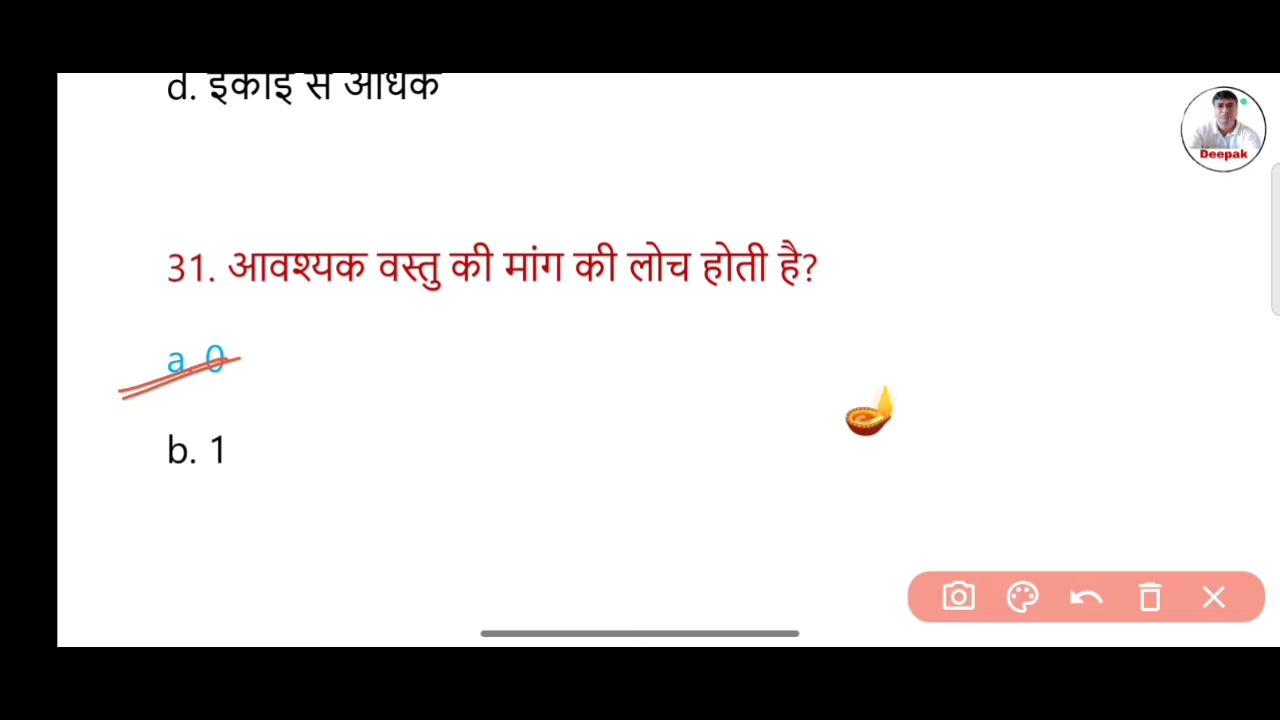 d. इकाई से अधिक
Deepak
31. आवश्यक वस्तु की मांग की लोच होती है?
a. 0
b. 1